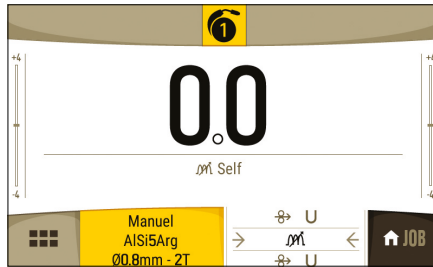 1
+4
+4
0.0
Self
-4
-4
Manuel
AlSi5Arg
Ø0.8mm - 2T
U
U
JOB